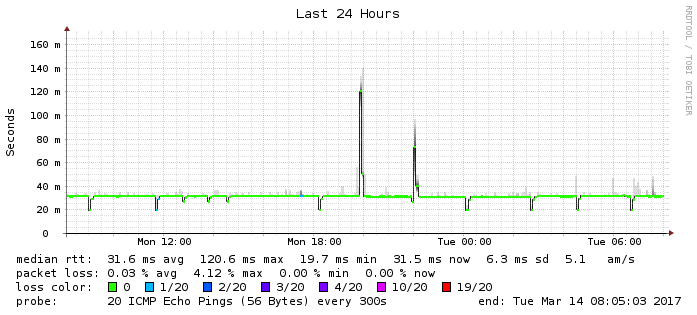 Last 24 Hours
RRDTOOL / TOBI OETIKER
Seconds
160 m
140 m
120 m
100 m
80 m
60 m
40 m
20 m
0
Mon 12:00 Mon 18:00 Tue 00:00 Tue 06:00
median rtt: 31.6 ms avg 120.6 ms max 19.7 ms min 31.5 ms now 6.3 ms sd 5.1 am/s
packet loss: 0.03 % avg 4.12 % max 0.00 % min 0.00 % now
loss color: 0 1/20 2/20 3/20 4/20 10/20 19/20
probe: 20 ICMP Echo Pings (56 Bytes) every 300s end: Tue Mar 14 08:05:03 2017